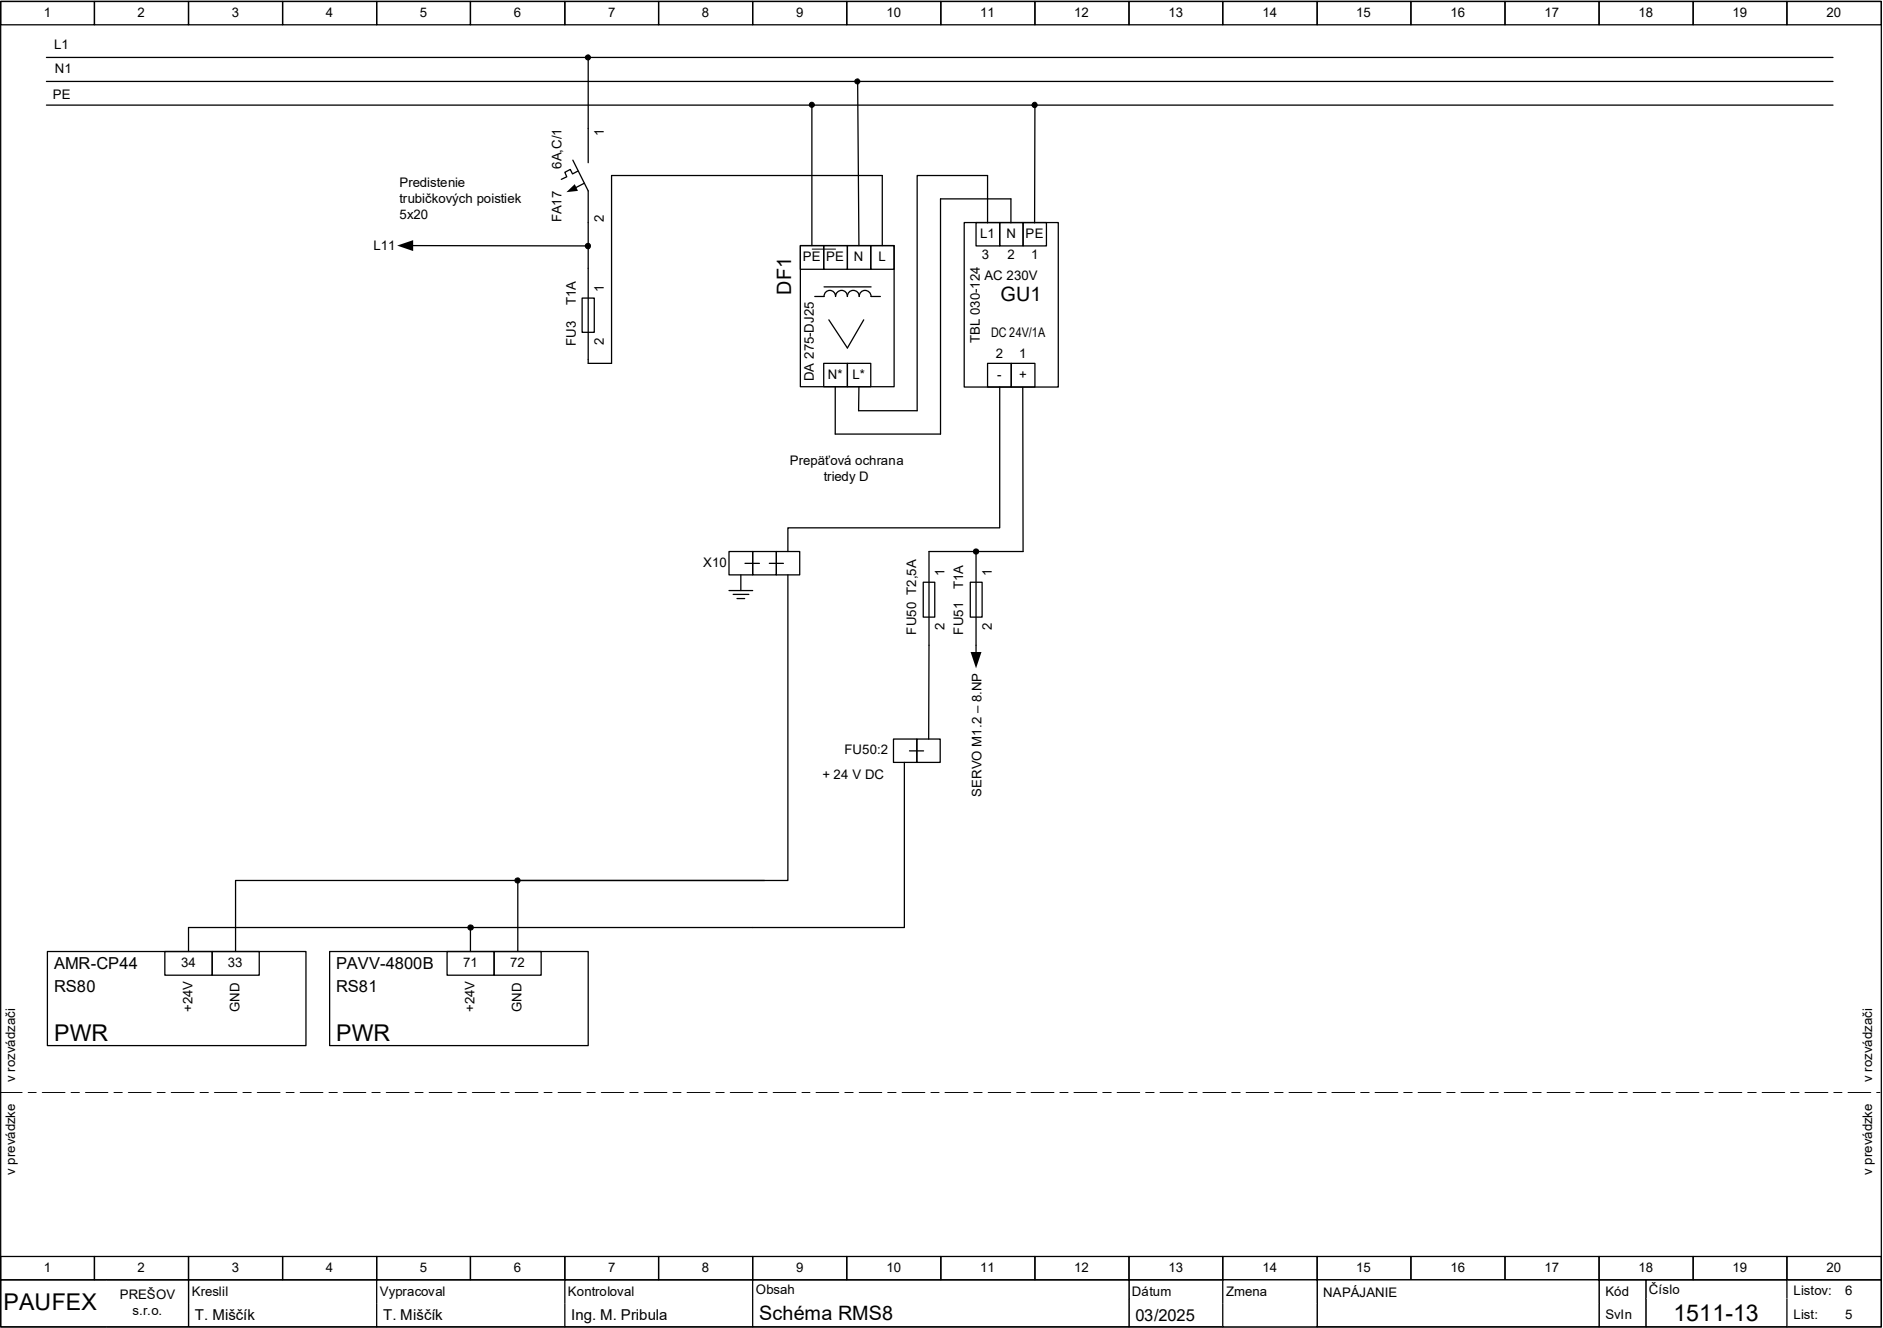 1 2 3 4 5 6 7 8 9 10 11 12 13 14 15 16 17 18 19 20
L1
N1
PE
FA17 6A,C/1
1
2
Predistenie
trubičkových poistiek
5x20
L11
FU3 T1A
1
2
DF1
PE PE N L
DA 275-DJ25
N* L*
Prepäťová ochrana
triedy D
L1 N PE
3 2 1
AC 230V
GU1
TBL 030-124
DC 24V/1A
2 1
- +
X10
FU50 T2,5A
1
2
FU51 T1A
1
2
SERVO M1.2 – 8.NP
FU50:2
+ 24 V DC
AMR-CP44
34 33
RS80
+24V
GND
PWR
PAVV-4800B
71 72
RS81
+24V
GND
PWR
v rozvádzači
v rozvádzači
v prevádzke
v prevádzke
1 2 3 4 5 6 7 8 9 10 11 12 13 14 15 16 17 18 19 20
PAUFEX
PREŠOV
s.r.o.
Kreslil
T. Miščík
Vypracoval
T. Miščík
Kontroloval
Ing. M. Pribula
Obsah
Schéma RMS8
Dátum
03/2025
Zmena
NAPÁJANIE
Kód
Svln
Číslo
1511-13
Listov: 6
List: 5